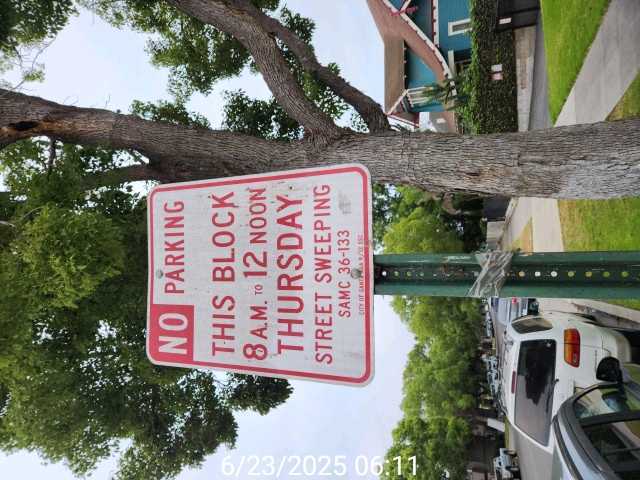 NO PARKING
THIS BLOCK
8 A.M. TO 12 NOON
THURSDAY
STREET SWEEPING
SAMC 36-133
6/23/2025 06:11